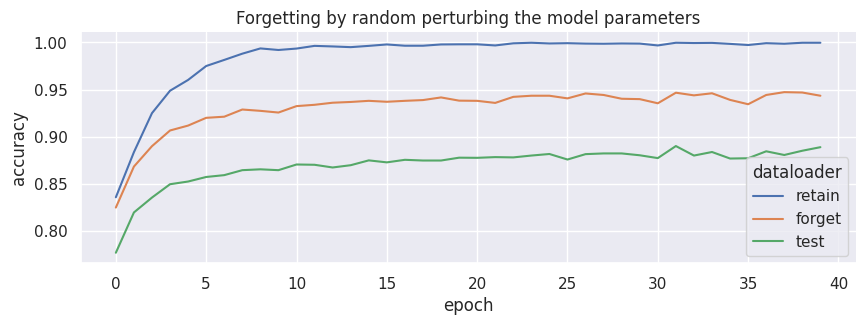 Forgetting by random perturbing the model parameters
accuracy
1.00
0.95
0.90
0.85
0.80
dataloader
retain
forget
test
0 5 10 15 20 25 30 35 40
epoch